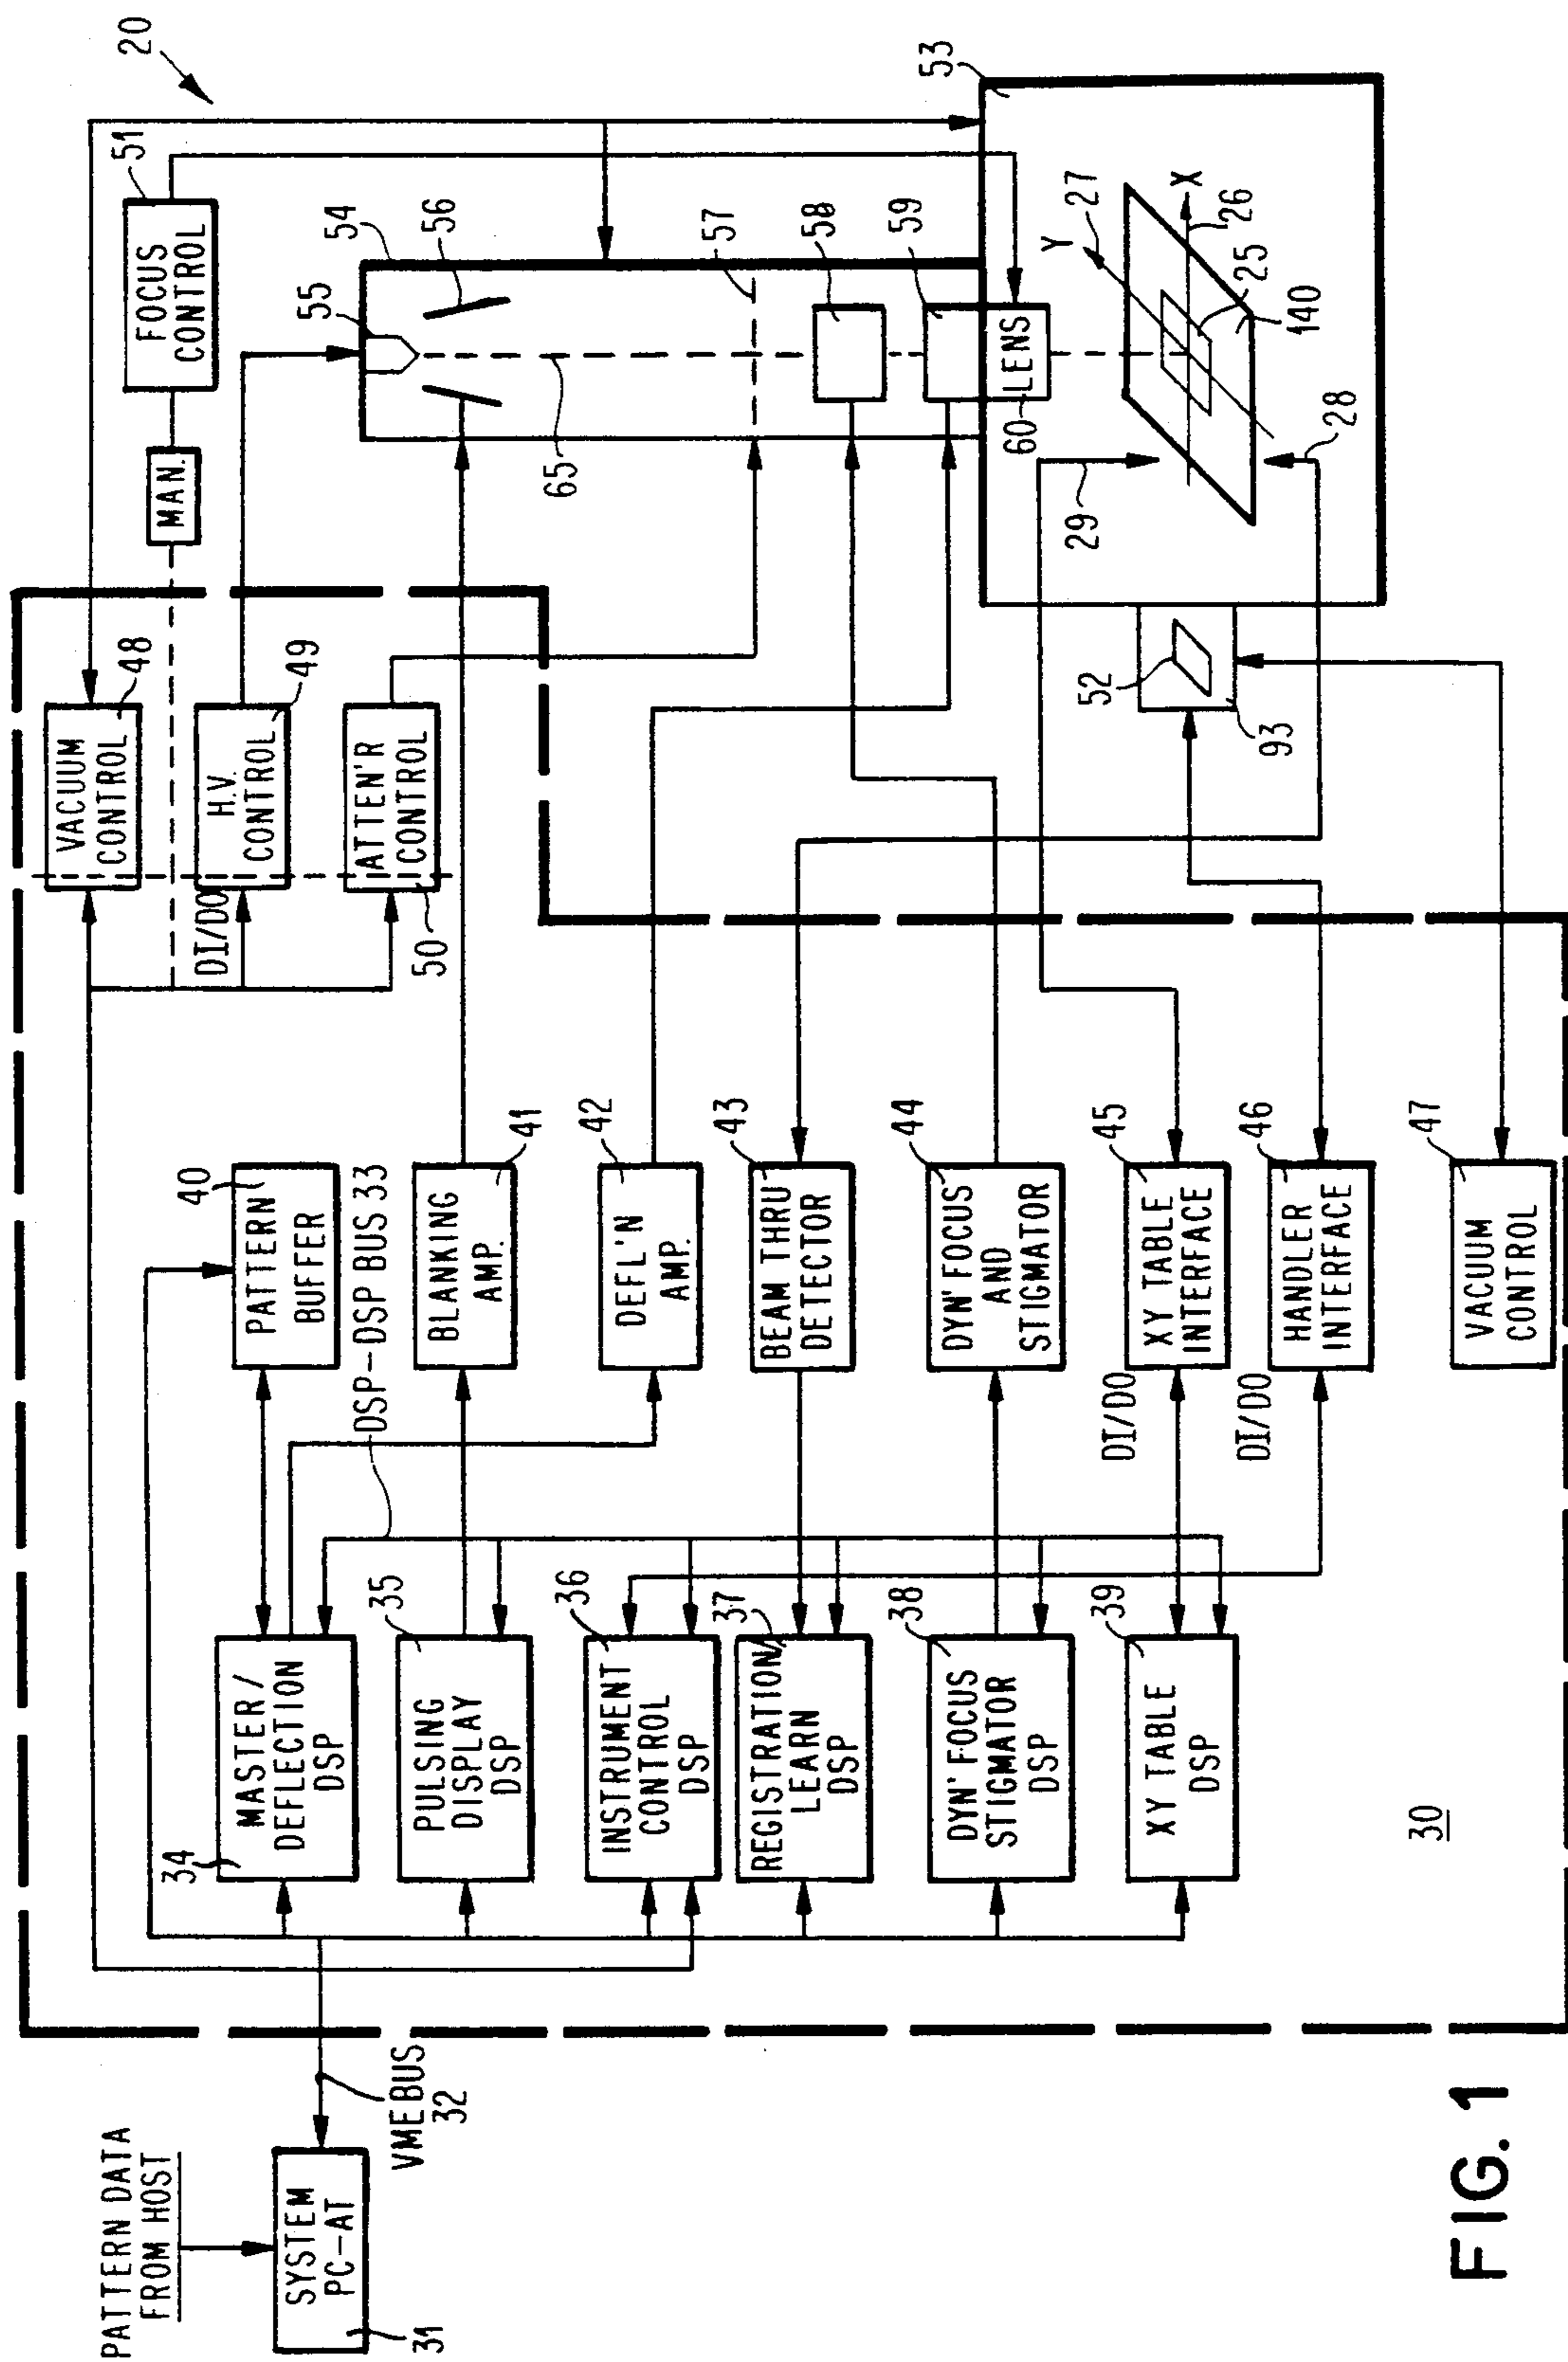 20
PATTERN DATA
FROM HOST
SYSTEM
PC-AT
31
VME BUS
32
MASTER/
DEFLECTION
DSP
34
PULSING
DISPLAY
DSP
35
INSTRUMENT
CONTROL
DSP
36
REGISTRATION/
LEARN
DSP
37
DYN' FOCUS
STIGMATOR
DSP
38
XY TABLE
DSP
39
DSP-DSP BUS 33
PATTERN
BUFFER
40
BLANKING
AMP.
41
DEFL'N
AMP.
42
BEAM THRU
DETECTOR
43
DYN' FOCUS
AND
STIGMATOR
44
XY TABLE
INTERFACE
45
DI/DO
HANDLER
INTERFACE
46
DI/DO
VACUUM
CONTROL
47
VACUUM
CONTROL
48
H.V.
CONTROL
49
DI/DO
ATTEN'R
CONTROL
50
MAN.
FOCUS
CONTROL
51
54
55
56
65
57
58
59
LENS
60
53
Y
27
X
26
25
140
29
28
52
93
30
FIG. 1